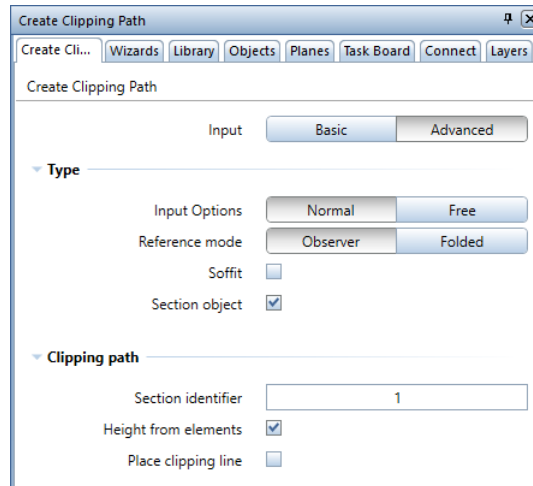 Create Clipping Path
Create Cli... Wizards Library Objects Planes Task Board Connect Layers
Create Clipping Path
Input Basic Advanced
Type
Input Options Normal Free
Reference mode Observer Folded
Soffit
Section object
Clipping path
Section identifier 1
Height from elements
Place clipping line